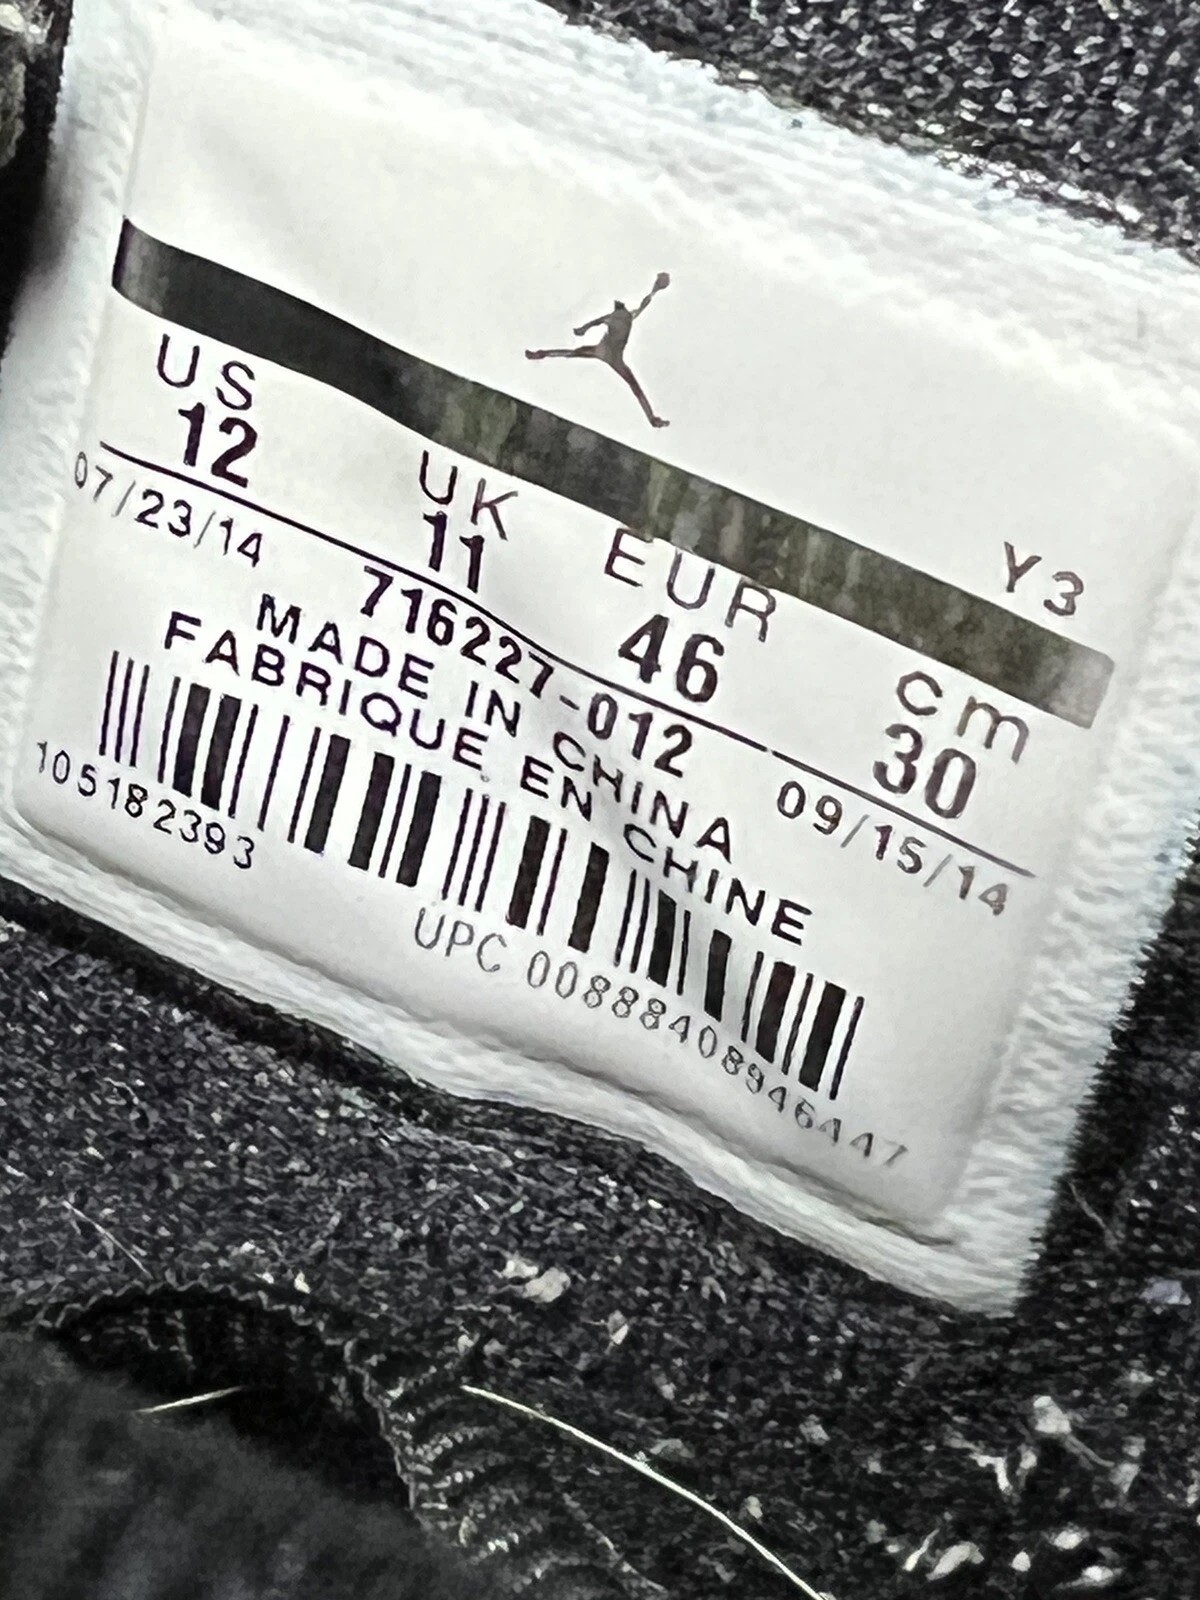 Y3
US UK EUR cm
12 11 46 30
07/23/14 716227-012 09/15/14
MADE IN CHINA
FABRIQUE EN CHINE
105182393
UPC 00888408946447